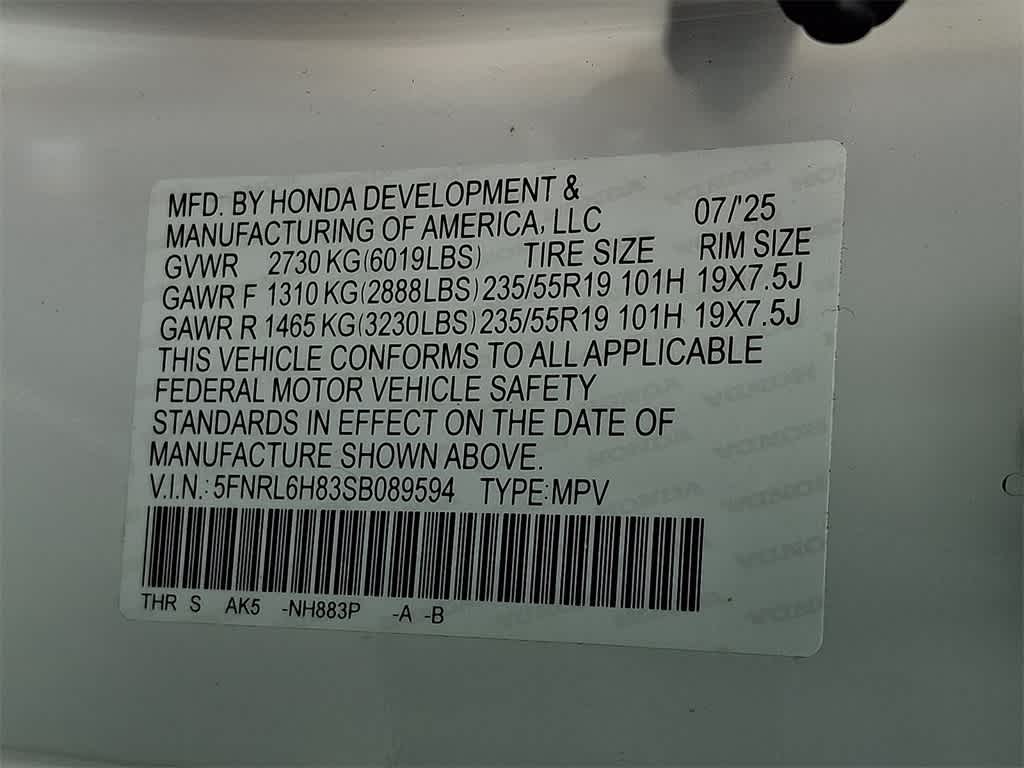 MFD. BY HONDA DEVELOPMENT &
MANUFACTURING OF AMERICA, LLC 07/'25
GVWR 2730 KG(6019LBS) TIRE SIZE RIM SIZE
GAWR F 1310 KG(2888LBS) 235/55R19 101H 19X7.5J
GAWR R 1465 KG(3230LBS) 235/55R19 101H 19X7.5J
THIS VEHICLE CONFORMS TO ALL APPLICABLE
FEDERAL MOTOR VEHICLE SAFETY
STANDARDS IN EFFECT ON THE DATE OF
MANUFACTURE SHOWN ABOVE.
V.I.N.: 5FNRL6H83SB089594 TYPE:MPV
THR S AK5 -NH883P -A -B